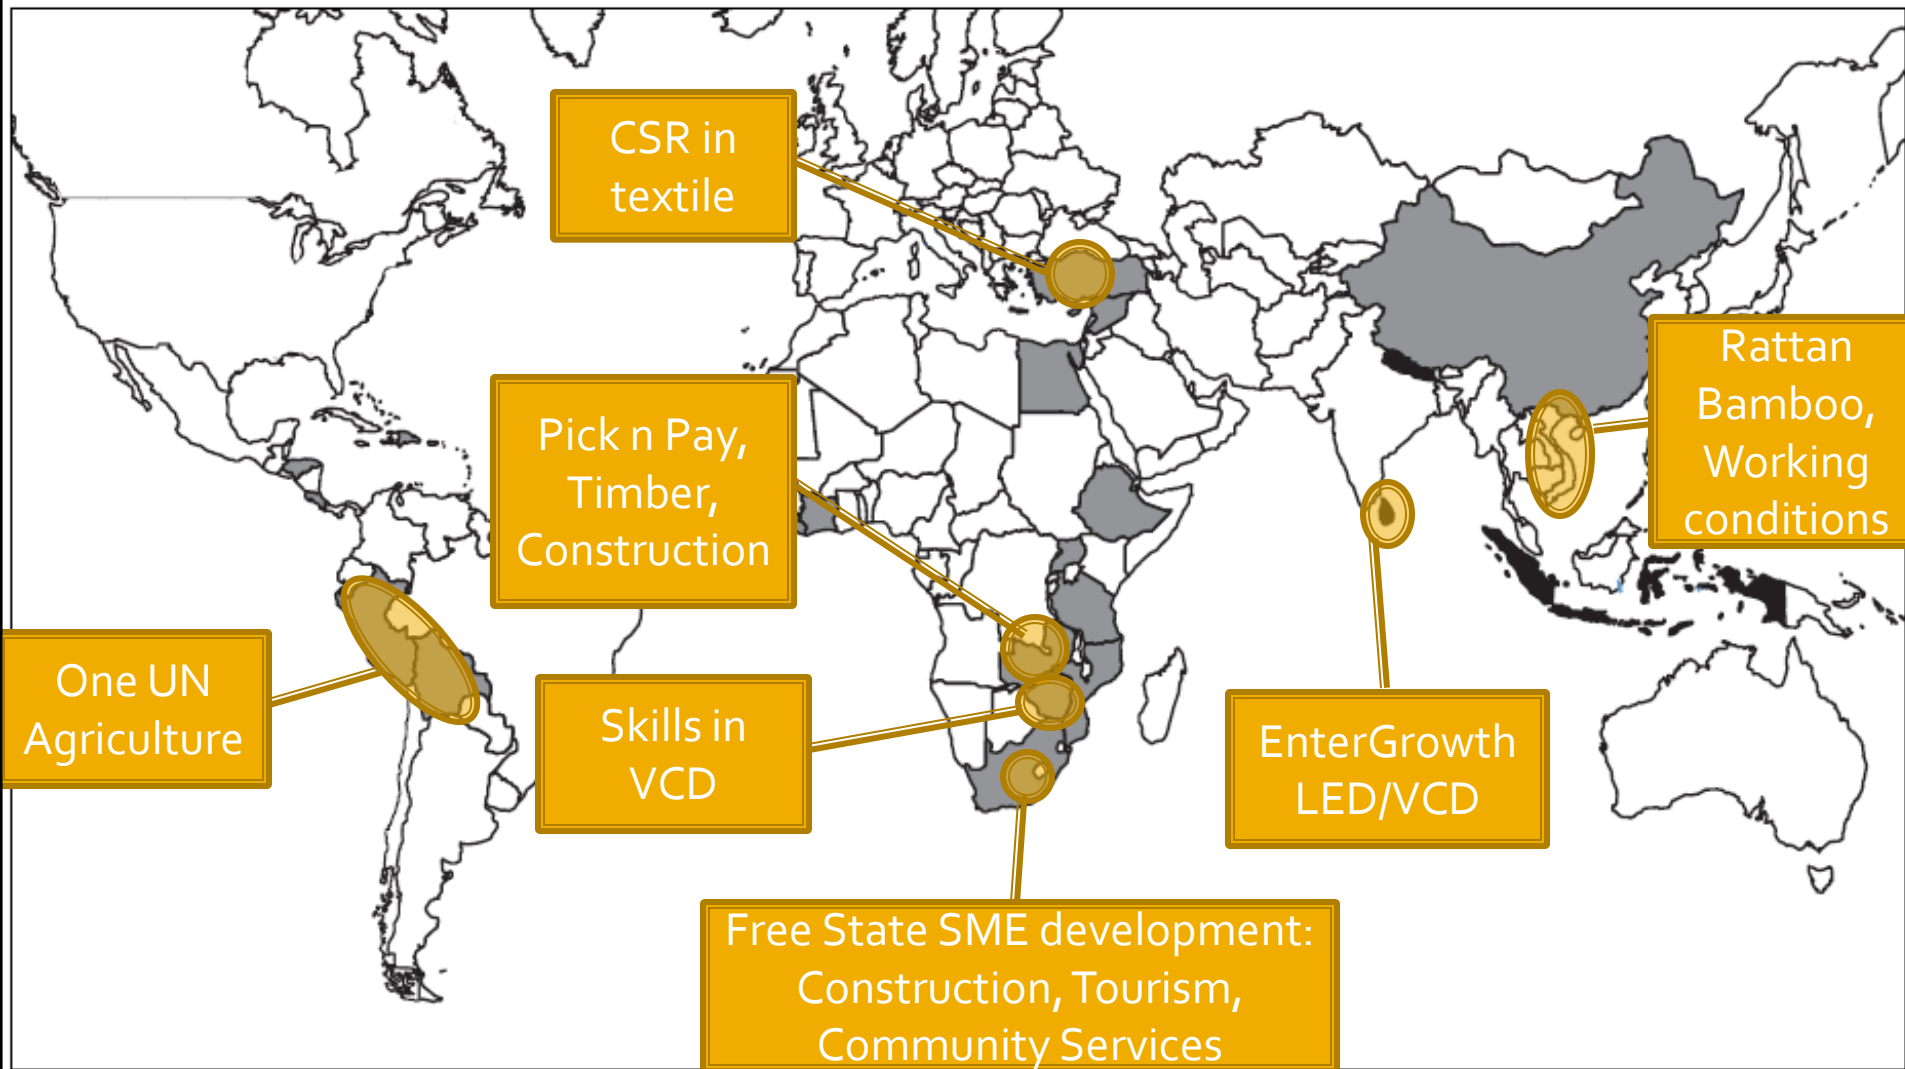 CSR in
textile
Rattan
Bamboo,
Working
conditions
Pick n Pay,
Timber,
Construction
One UN
Agriculture
Skills in
VCD
EnterGrowth
LED/VCD
Free State SME development:
Construction, Tourism,
Community Services